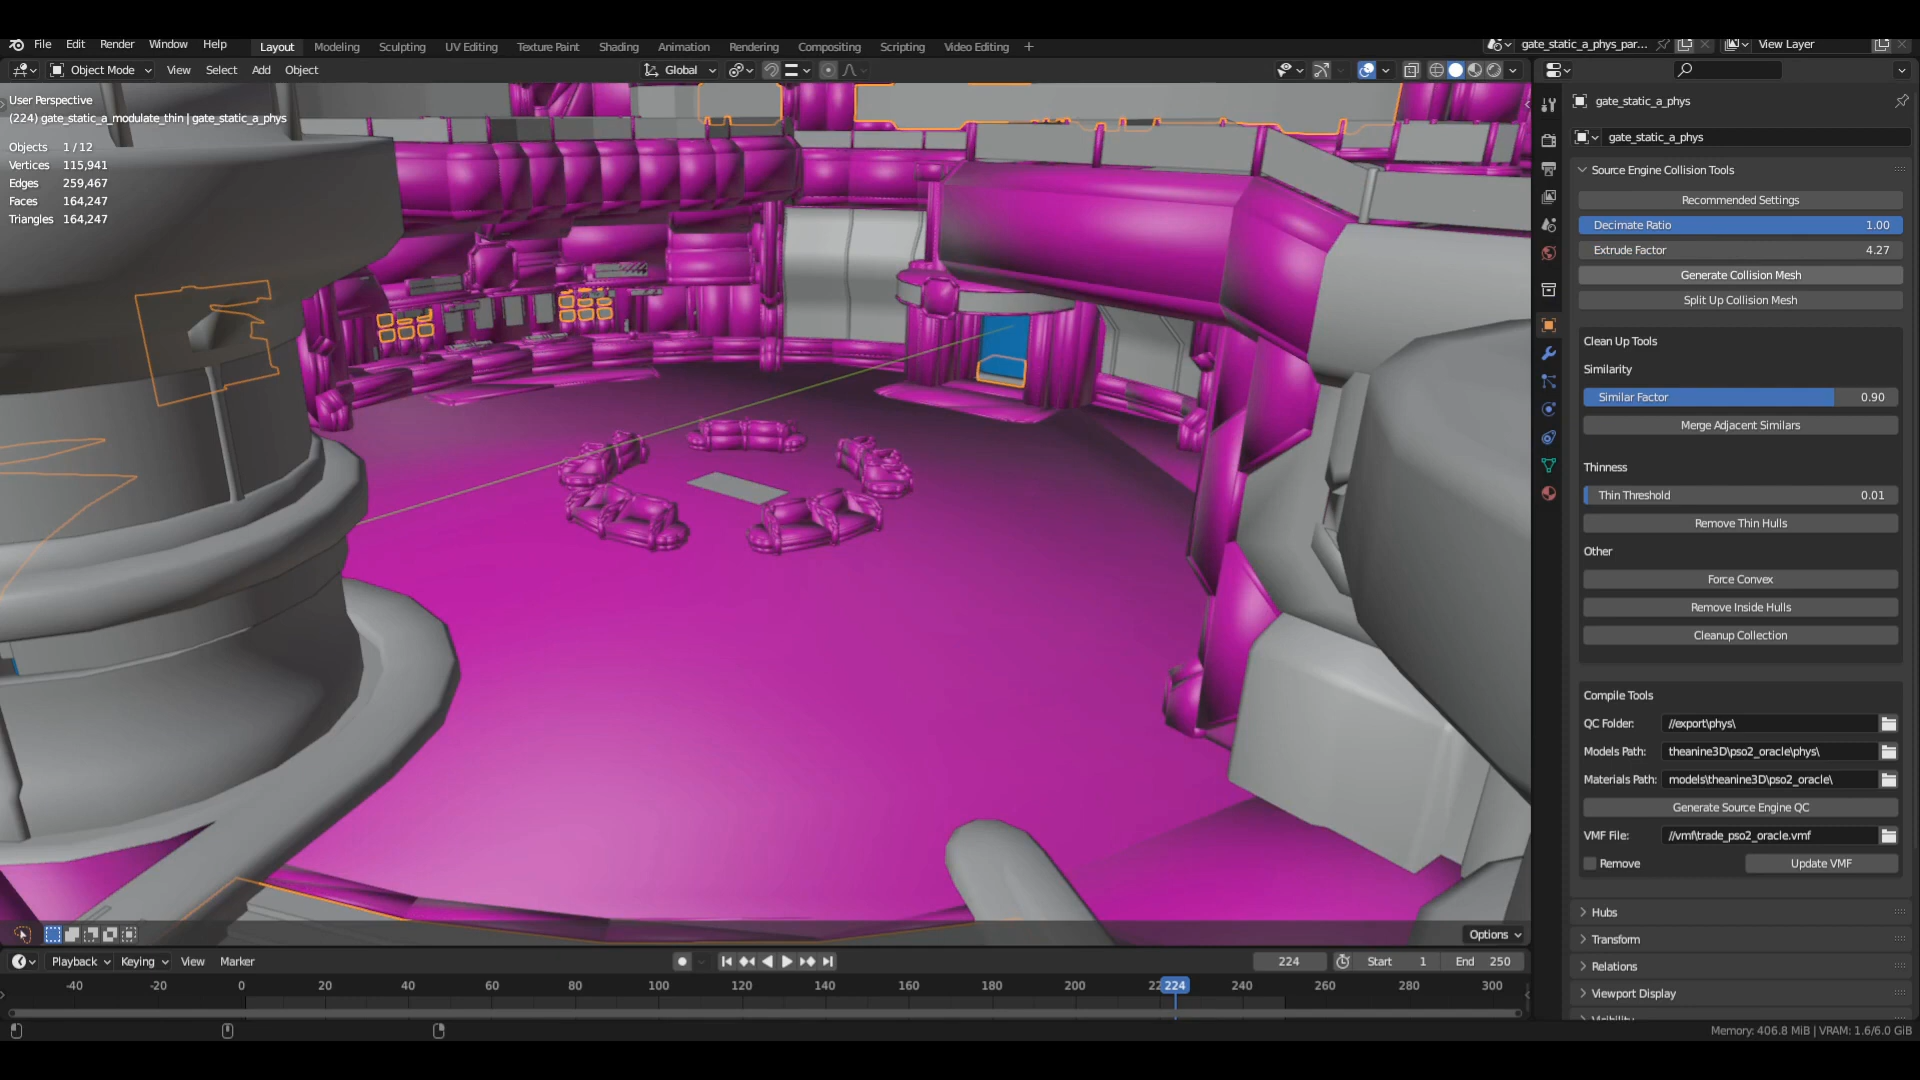 File Edit Render Window Help Layout Modeling Sculpting UV Editing Texture Paint Shading Animation Rendering Compositing Scripting Video Editing + gate_static_a_phys_par... View Layer
Object Mode View Select Add Object Global
User Perspective
(224) gate_static_a_modulate_thin | gate_static_a_phys
Objects 1 / 12
Vertices 115,941
Edges 259,467
Faces 164,247
Triangles 164,247
gate_static_a_phys
gate_static_a_phys
Source Engine Collision Tools
Recommended Settings
Decimate Ratio 1.00
Extrude Factor 4.27
Generate Collision Mesh
Split Up Collision Mesh
Clean Up Tools
Similarity
Similar Factor 0.90
Merge Adjacent Similars
Thinness
Thin Threshold 0.01
Remove Thin Hulls
Other
Force Convex
Remove Inside Hulls
Cleanup Collection
Compile Tools
QC Folder: //export\phys\
Models Path: theanine3D\pso2_oracle\phys\
Materials Path: models\theanine3D\pso2_oracle\
Generate Source Engine QC
VMF File: //vmf\trade_pso2_oracle.vmf
Remove Update VMF
Hubs
Transform
Relations
Viewport Display
Options
Playback Keying View Marker 224 Start 1 End 250
-40 -20 0 20 40 60 80 100 120 140 160 180 200 224 240 260 280 300
Memory: 406.8 MiB | VRAM: 1.6/6.0 GiB